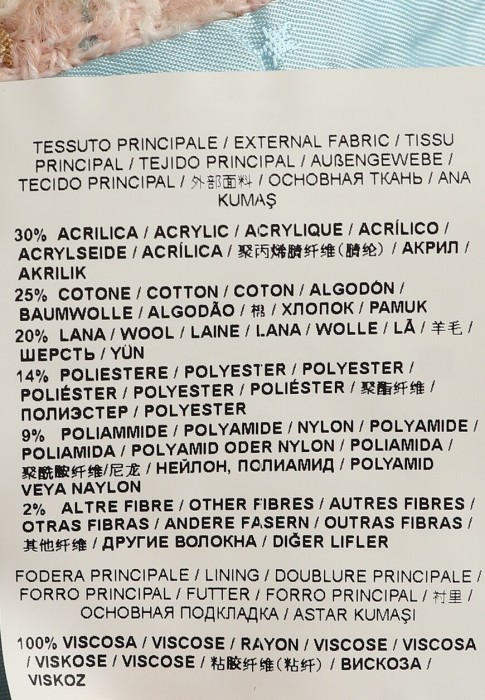 TESSUTO PRINCIPALE / EXTERNAL FABRIC / TISSU
PRINCIPAL / TEJIDO PRINCIPAL / AUßENGEWEBE /
TECIDO PRINCIPAL / 外部面料 / ОСНОВНАЯ ТКАНЬ / ANA
KUMAŞ
30% ACRILICA / ACRYLIC / ACRYLIQUE / ACRÍLICO /
ACRYLSEIDE / ACRÍLICA / 聚丙烯腈纤维(腈纶) / АКРИЛ /
AKRILIK
25% COTONE / COTTON / COTON / ALGODÓN /
BAUMWOLLE / ALGODÃO / 棉 / ХЛОПОК / PAMUK
20% LANA / WOOL / LAINE / LANA / WOLLE / LÃ / 羊毛 /
ШЕРСТЬ / YÜN
14% POLIESTERE / POLYESTER / POLYESTER /
POLIÉSTER / POLYESTER / POLIÉSTER / 聚酯纤维 /
ПОЛИЭСТЕР / POLYESTER
9% POLIAMMIDE / POLYAMIDE / NYLON / POLYAMIDE /
POLIAMIDA / POLYAMID ODER NYLON / POLIAMIDA /
聚酰胺纤维/尼龙 / НЕЙЛОН, ПОЛИАМИД / POLYAMID
VEYA NAYLON
2% ALTRE FIBRE / OTHER FIBRES / AUTRES FIBRES /
OTRAS FIBRAS / ANDERE FASERN / OUTRAS FIBRAS /
其他纤维 / ДРУГИЕ ВОЛОКНА / DIĞER LIFLER
FODERA PRINCIPALE / LINING / DOUBLURE PRINCIPALE /
FORRO PRINCIPAL / FUTTER / FORRO PRINCIPAL / 衬里 /
ОСНОВНАЯ ПОДКЛАДКА / ASTAR KUMAŞI
100% VISCOSA / VISCOSE / RAYON / VISCOSE / VISCOSA
/ VISKOSE / VISCOSE / 粘胶纤维(粘纤) / ВИСКОЗА /
VISKOZ